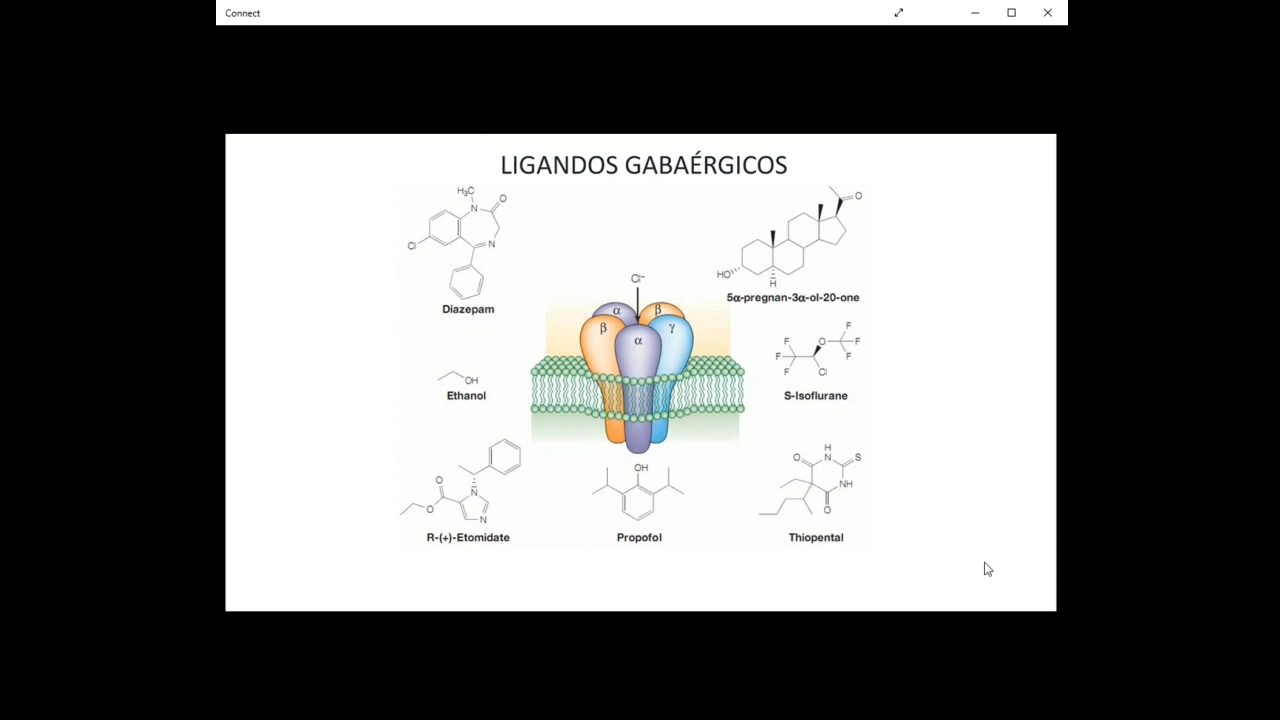 Connect
LIGANDOS GABAÉRGICOS
H₃C
N
O
Cl
N
Diazepam
O
HO
H
5α-pregnan-3α-ol-20-one
Cl⁻
α
β
β
γ
α
OH
Ethanol
F
F
O
F
F
F
F
Cl
S-Isoflurane
O
O
N
N
R-(+)-Etomidate
OH
Propofol
H
O
N
S
NH
O
Thiopental